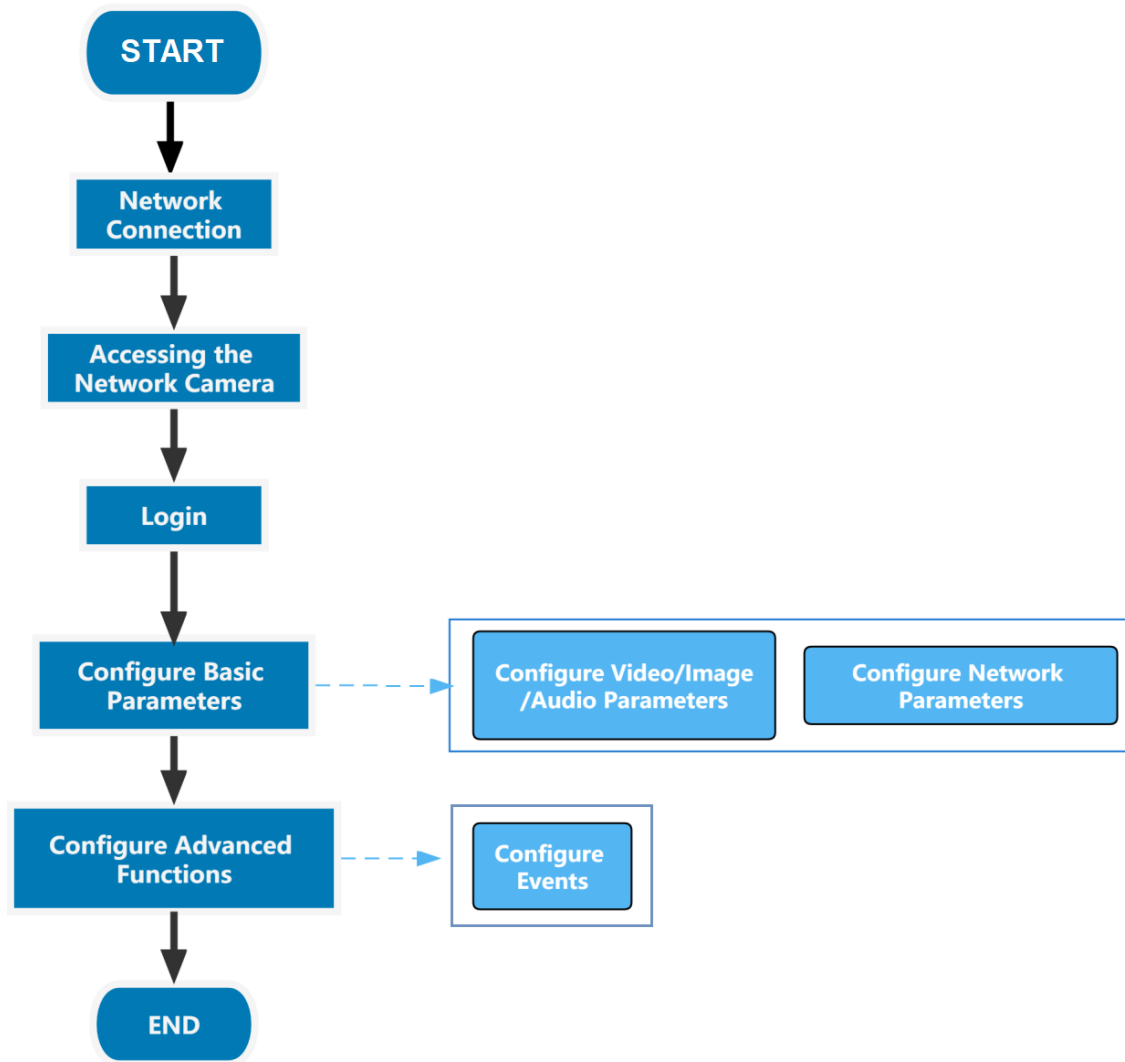 START
Network
Connection
Accessing the
Network Camera
Login
Configure Basic
Parameters
Configure Video/Image
/Audio Parameters
Configure Network
Parameters
Configure Advanced
Functions
Configure
Events
END